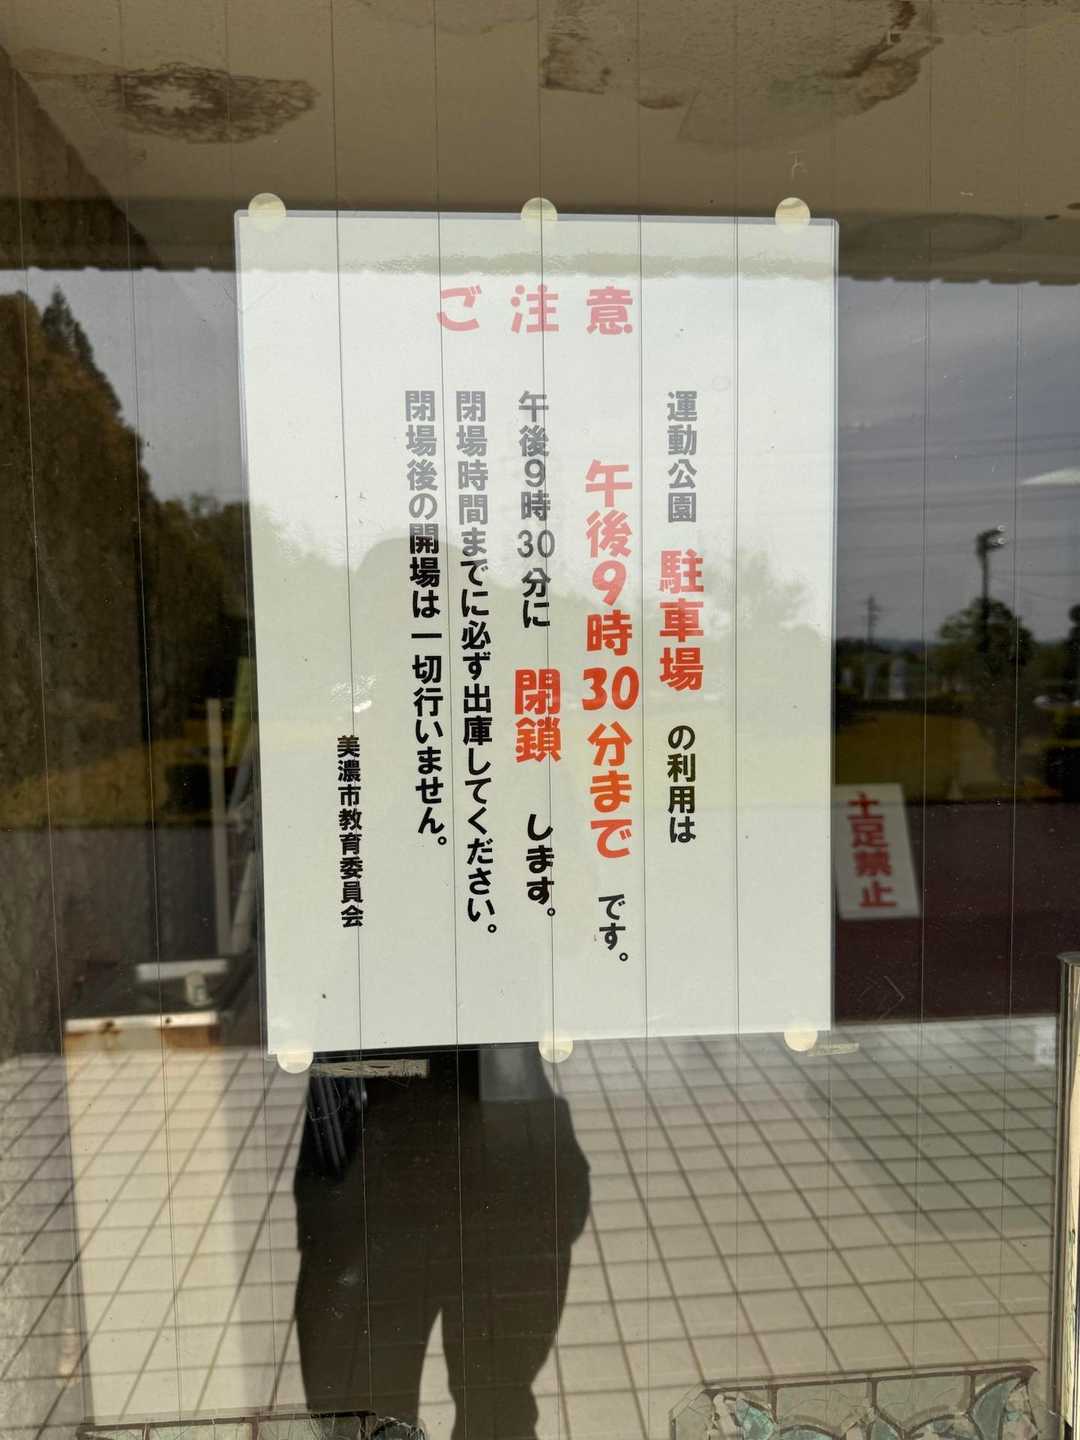 ご注意
運動公園 駐車場 の利用は
午後9時30分まで です。
午後9時30分に 閉鎖 します。
閉場時間までに必ず出庫してください。
閉場後の開場は一切行いません。
美濃市教育委員会
土足禁止